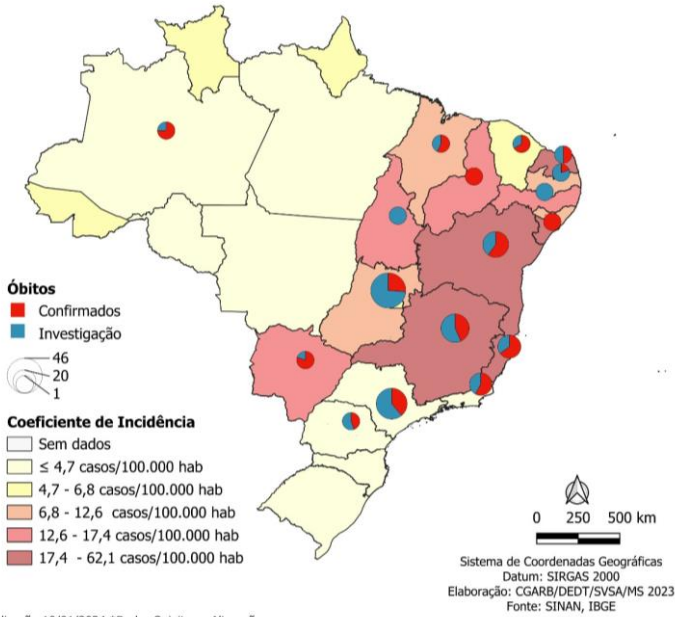 Óbitos
Confirmados
Investigação
46
20
1
Coeficiente de Incidência
Sem dados
≤ 4,7 casos/100.000 hab
4,7 - 6,8 casos/100.000 hab
6,8 - 12,6 casos/100.000 hab
12,6 - 17,4 casos/100.000 hab
17,4 - 62,1 casos/100.000 hab
0 250 500 km
Sistema de Coordenadas Geográficas
Datum: SIRGAS 2000
Elaboração: CGARB/DEDT/SVSA/MS 2023
Fonte: SINAN, IBGE